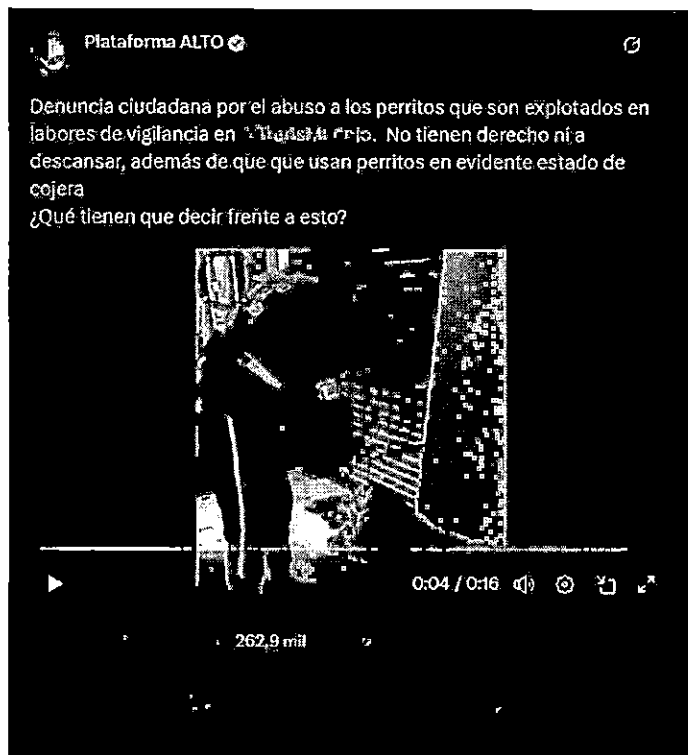 Plataforma ALTO
Denuncia ciudadana por el abuso a los perritos que son explotados en
labores de vigilancia en No tienen derecho ni a
descansar, además de que que usan perritos en evidente estado de
cojera
¿Qué tienen que decir frente a esto?
0:04 / 0:16
262,9 mil